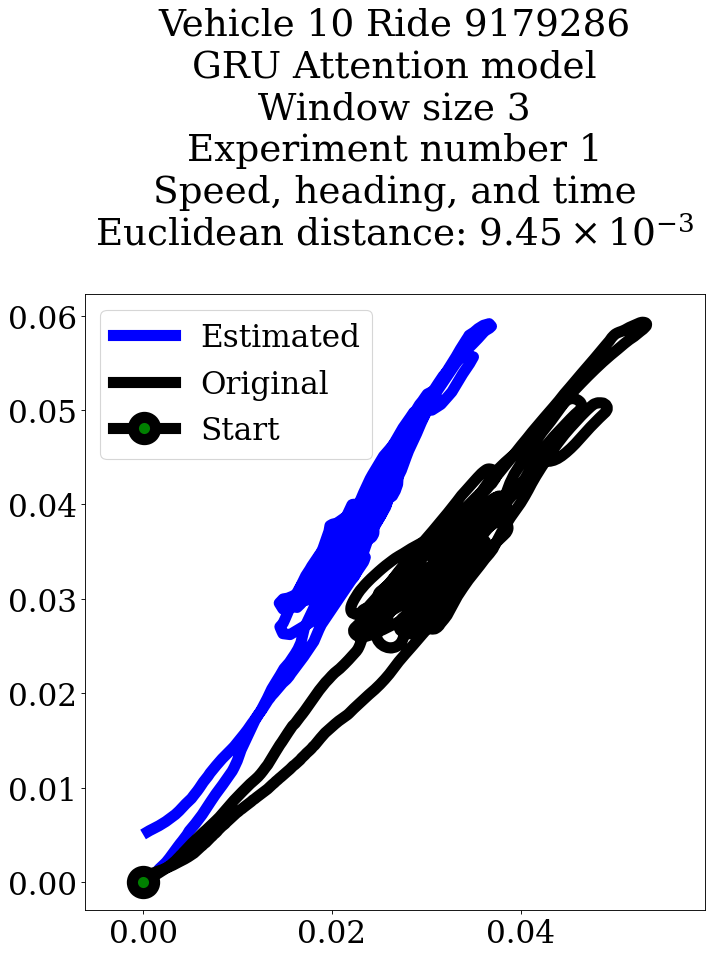 Vehicle 10 Ride 9179286
GRU Attention model
Window size 3
Experiment number 1
Speed, heading, and time
Euclidean distance: 9.45 × 10⁻³
0.06
0.05
0.04
0.03
0.02
0.01
0.00
Estimated
Original
Start
0.00 0.02 0.04